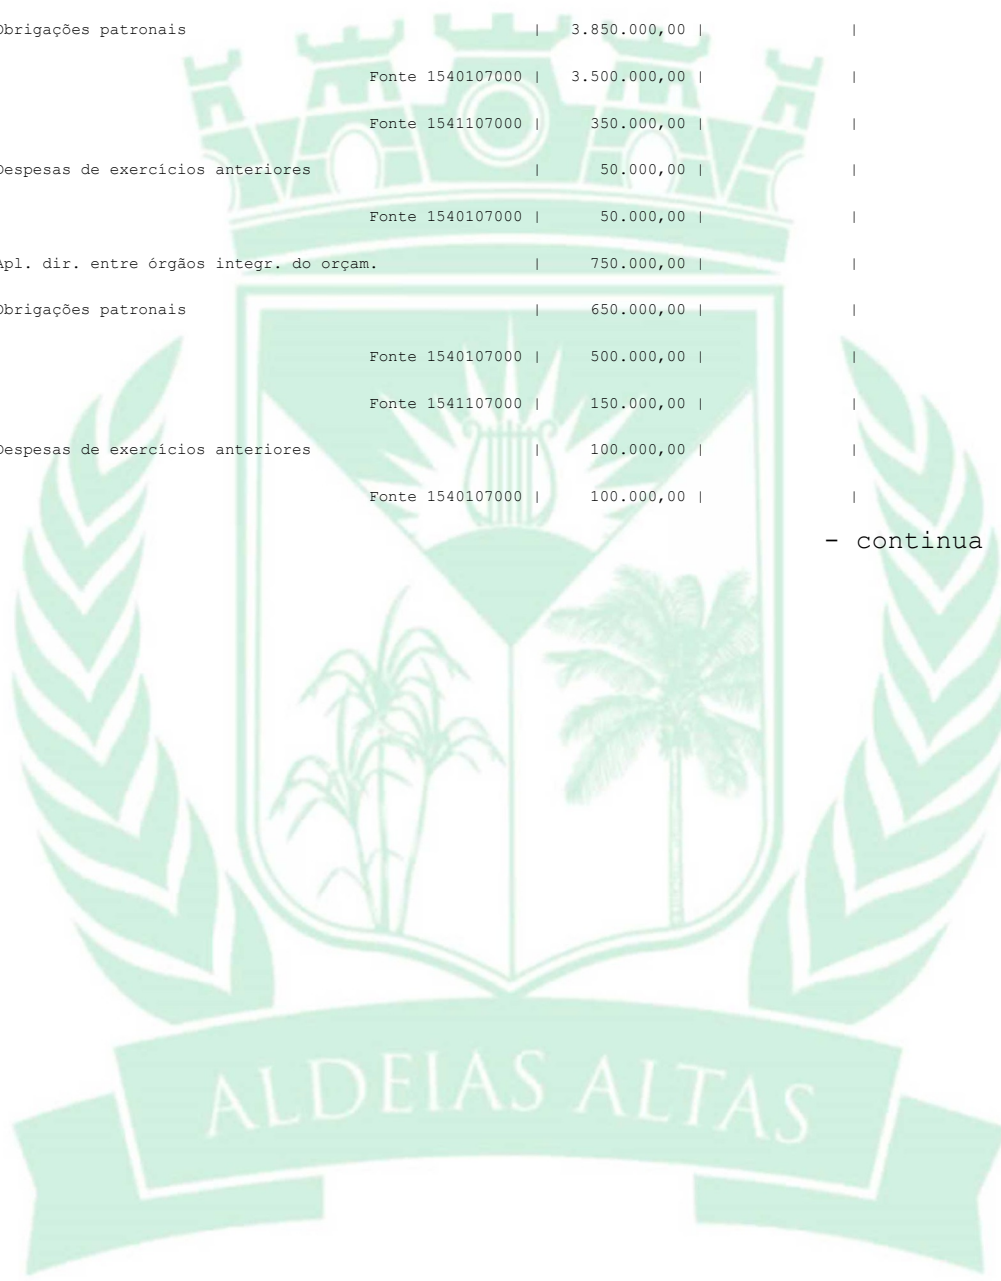 Obrigações patronais | 3.850.000,00 | |
Fonte 1540107000 | 3.500.000,00 | |
Fonte 1541107000 | 350.000,00 | |
Despesas de exercícios anteriores | 50.000,00 | |
Fonte 1540107000 | 50.000,00 | |
Apl. dir. entre órgãos integr. do orçam. | 750.000,00 | |
Obrigações patronais | 650.000,00 | |
Fonte 1540107000 | 500.000,00 | |
Fonte 1541107000 | 150.000,00 | |
Despesas de exercícios anteriores | 100.000,00 | |
Fonte 1540107000 | 100.000,00 | |
- continua
ALDEIAS ALTAS